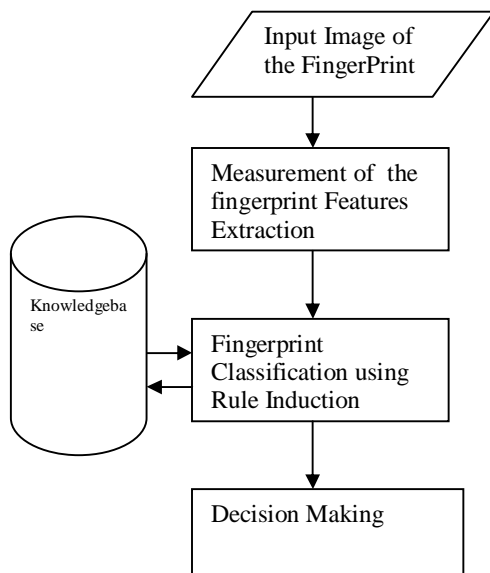 Input Image of
the FingerPrint
Measurement of the
fingerprint Features
Extraction
Knowledgeba
se
Fingerprint
Classification using
Rule Induction
Decision Making